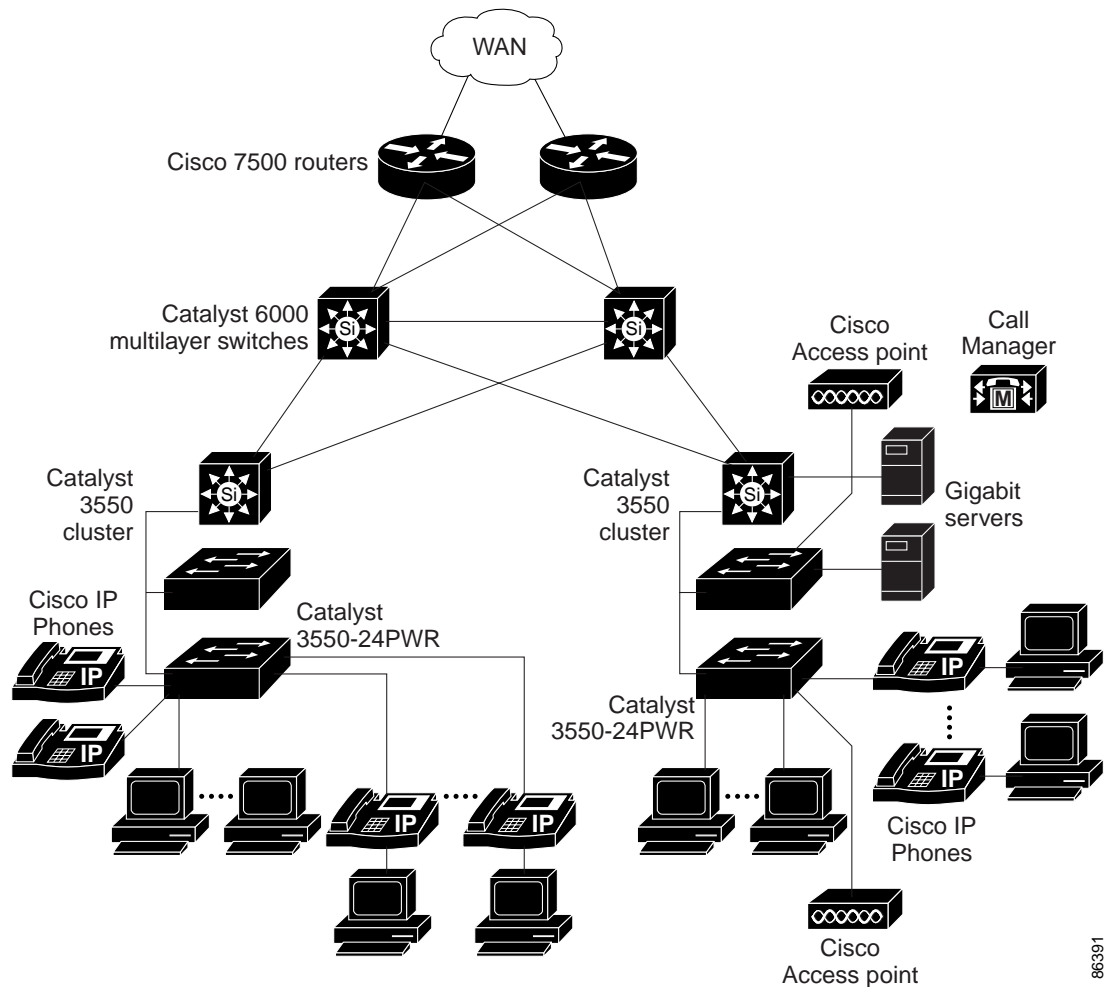 WAN
Cisco 7500 routers
Catalyst 6000
multilayer switches
Si
Si
Cisco
Access point
Call
Manager
M
Catalyst
3550
cluster
Si
Catalyst
3550
cluster
Si
Gigabit
servers
Cisco IP
Phones
Catalyst
3550-24PWR
IP
IP
IP
IP
Catalyst
3550-24PWR
IP
IP
Cisco IP
Phones
Cisco
Access point
86391